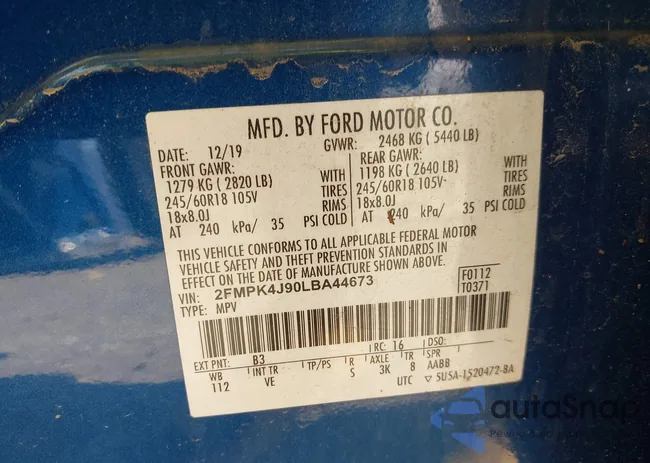 MFD. BY FORD MOTOR CO.
DATE: 12/19 GVWR: 2468 KG ( 5440 LB)
FRONT GAWR: REAR GAWR:
1279 KG ( 2820 LB) WITH 1198 KG ( 2640 LB) WITH
245/60R18 105V TIRES 245/60R18 105V TIRES
18x8.0J RIMS 18x8.0J RIMS
AT 240 kPa/ 35 PSI COLD AT 240 kPa/ 35 PSI COLD
THIS VEHICLE CONFORMS TO ALL APPLICABLE FEDERAL MOTOR
VEHICLE SAFETY AND THEFT PREVENTION STANDARDS IN
EFFECT ON THE DATE OF MANUFACTURE SHOWN ABOVE.
VIN: 2FMPK4J90LBA44673 F0112
TYPE: MPV T0371
EXT PNT: B3 RC: 16 DSO:
WB INT TR TP/PS R AXLE TR SPR
112 VE S 3K 8 AABB
UTC ▽ 5U5A-1520472-BA
autoSnap